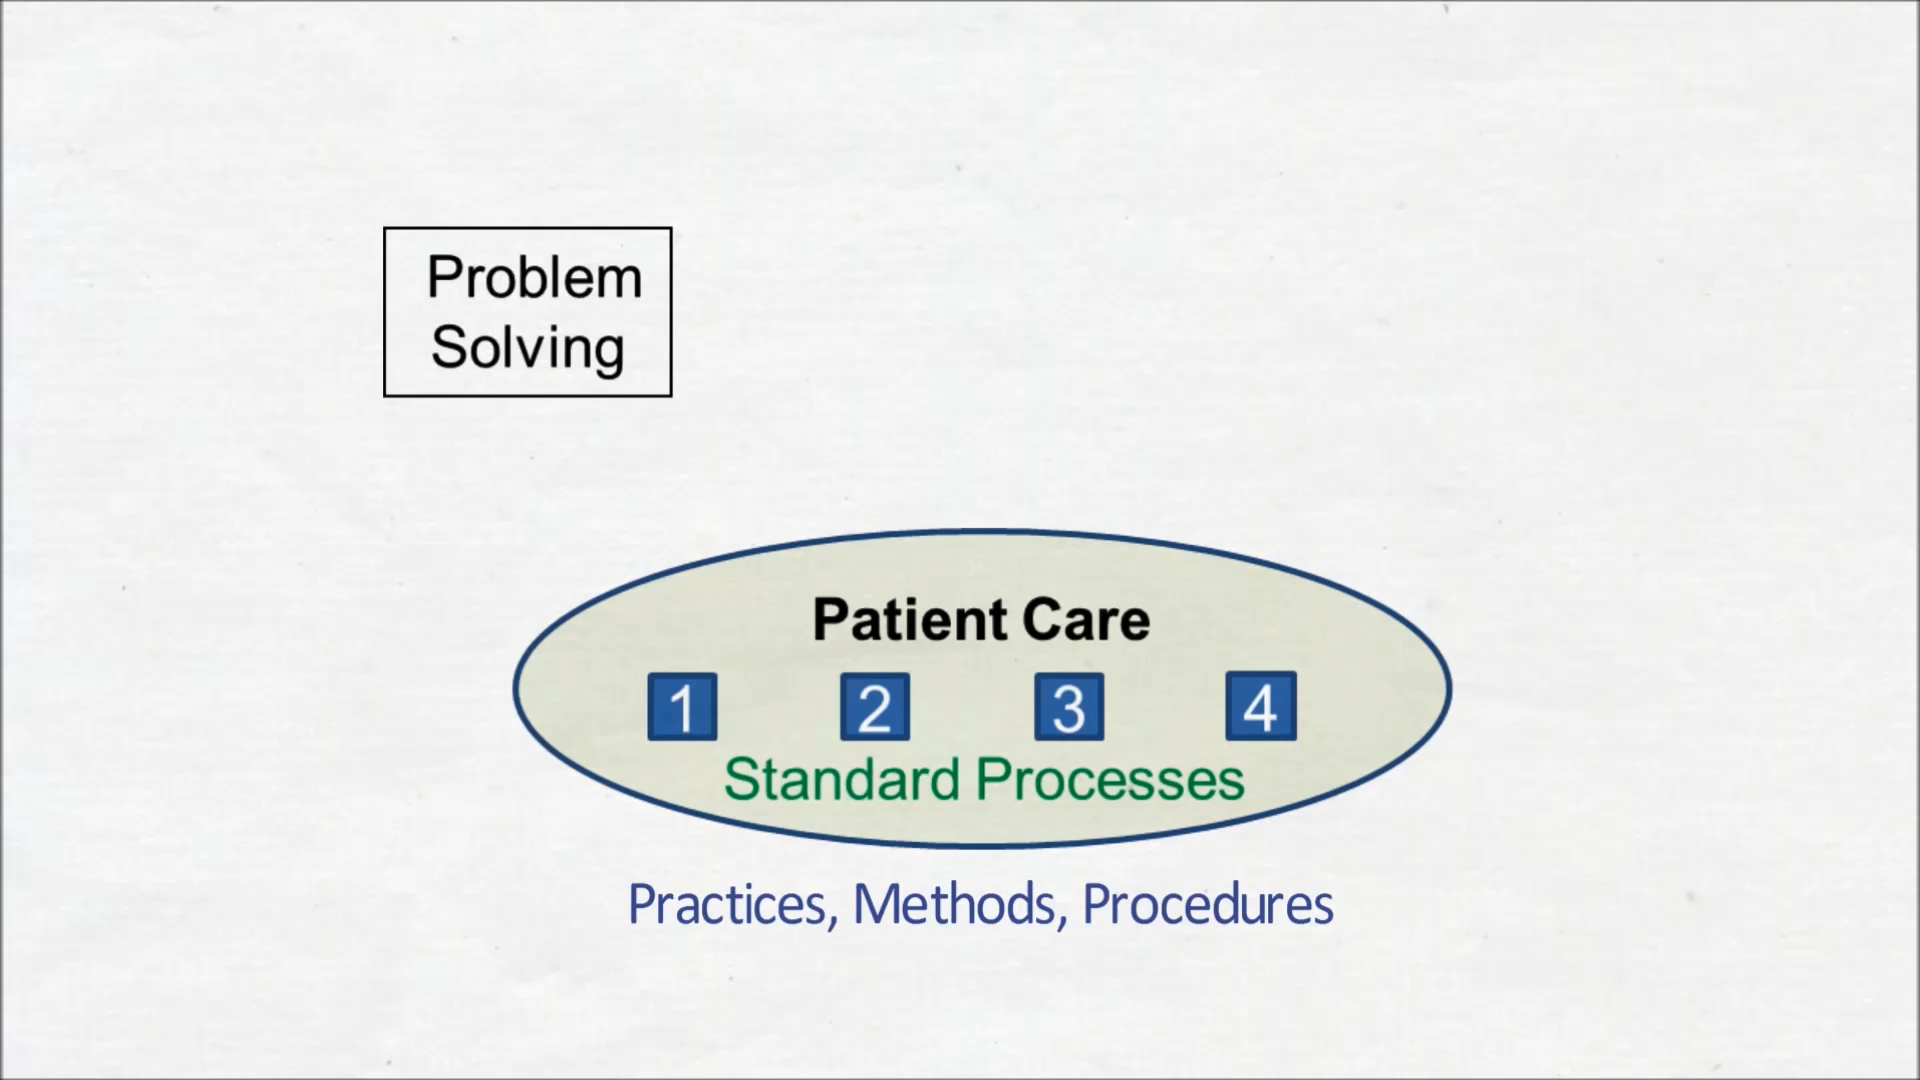 Problem
Solving
Patient Care
1 2 3 4
Standard Processes
Practices, Methods, Procedures